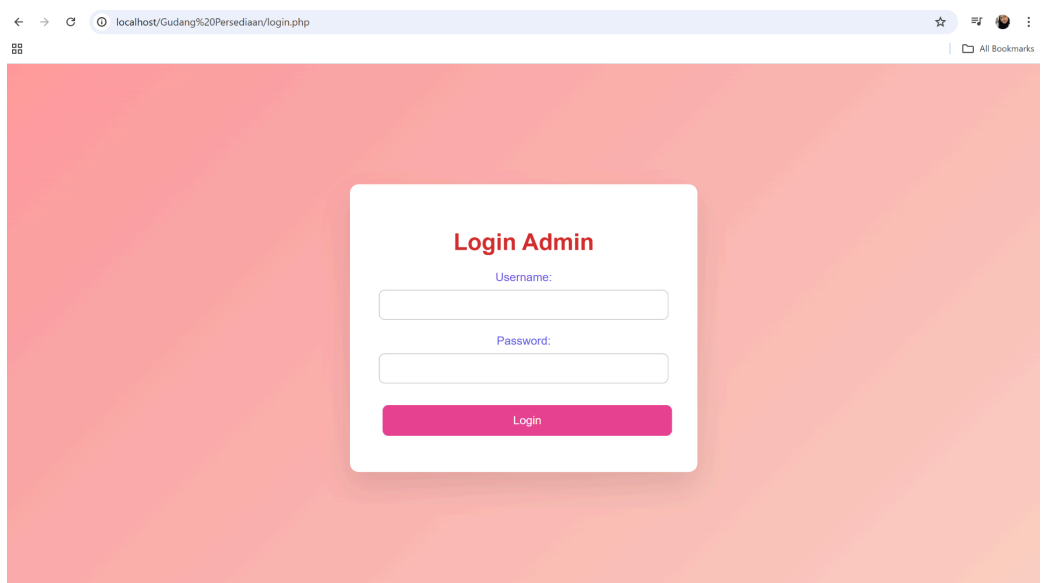 localhost/Gudang%20Persediaan/login.php
All Bookmarks
Login Admin
Username:
Password:
Login